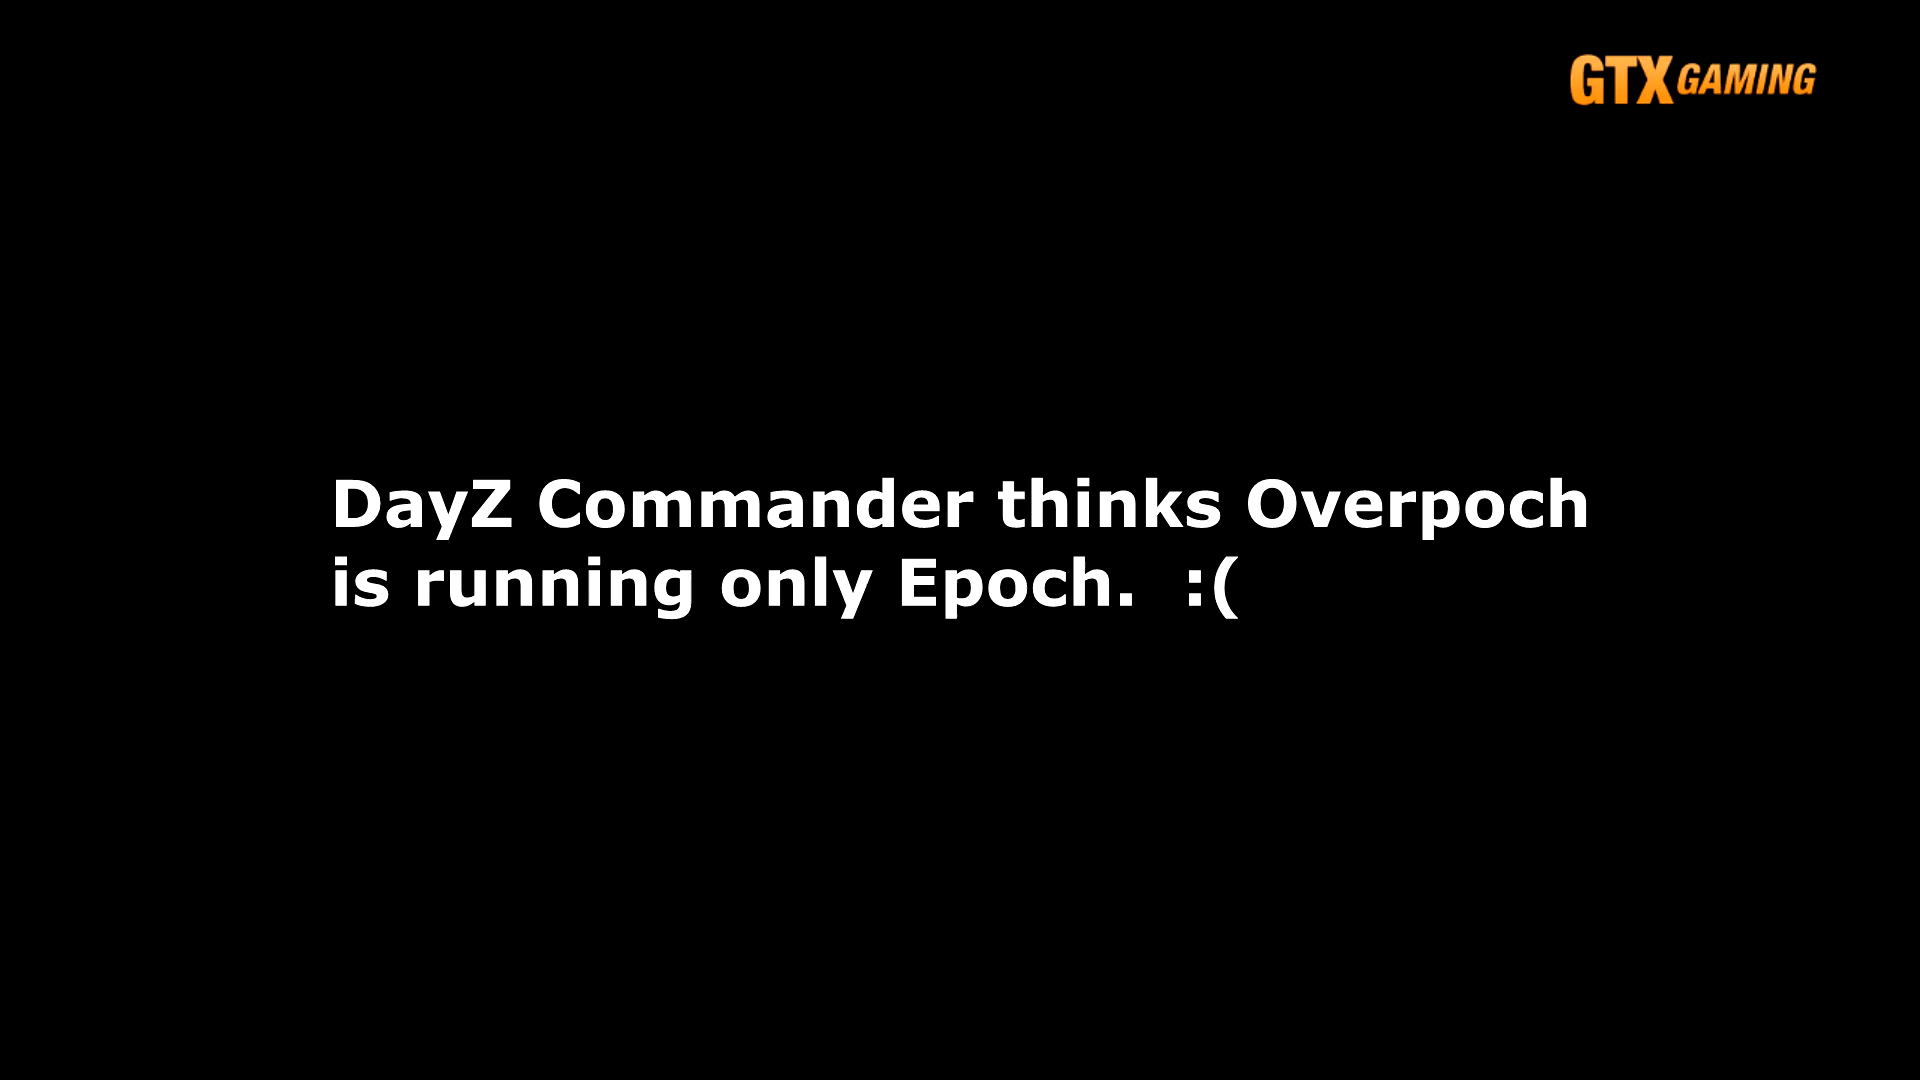 GTX GAMING
DayZ Commander thinks Overpoch
is running only Epoch.  :(